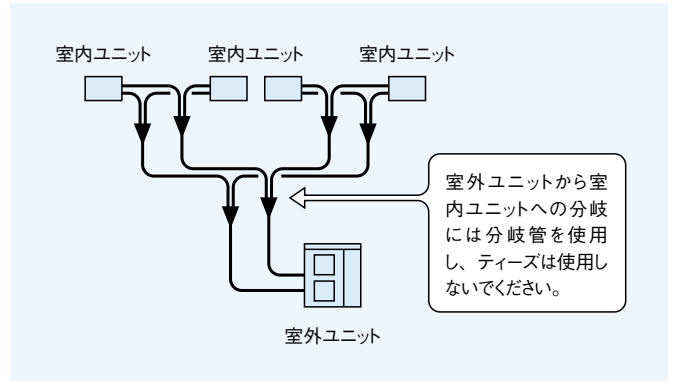 室内ユニット 室内ユニット 室内ユニット
室外ユニットから室
内ユニットへの分岐
には分岐管を使用
し、ティーズは使用し
ないでください。
室外ユニット